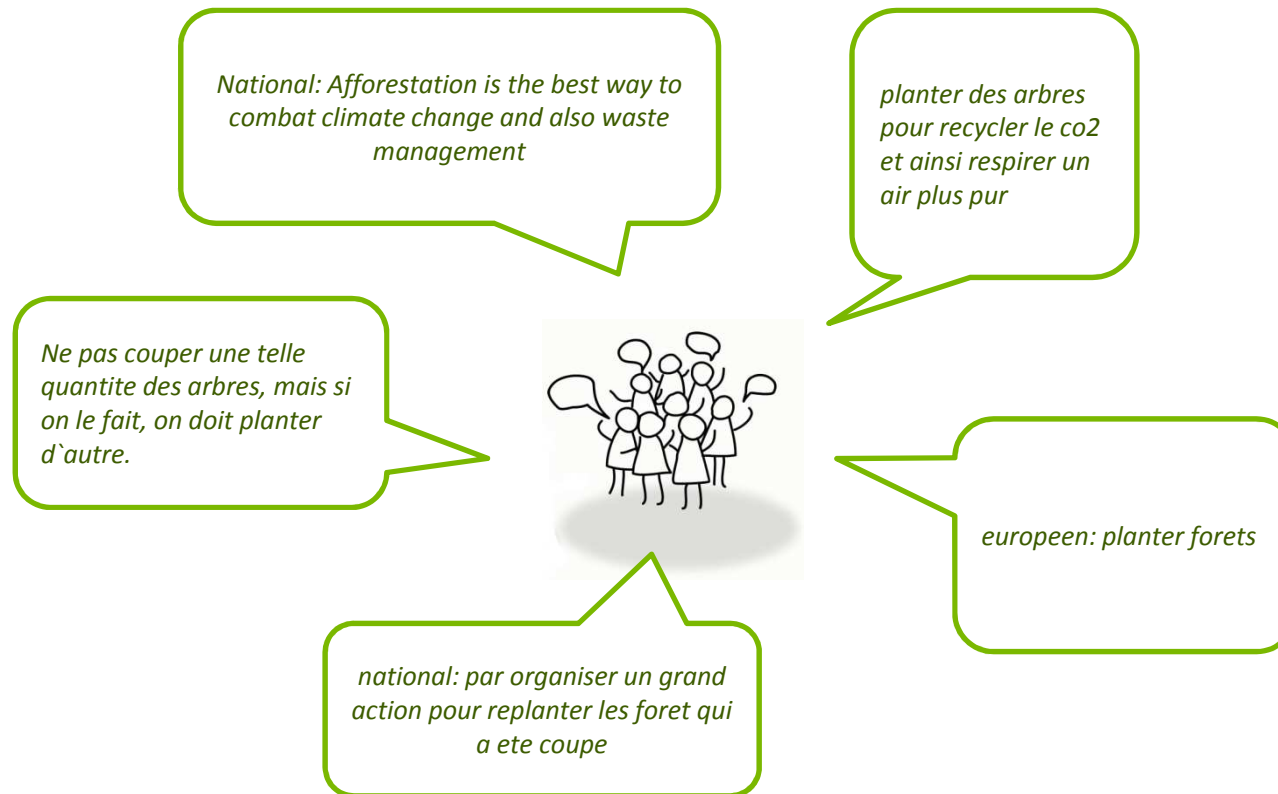 National: Afforestation is the best way to
combat climate change and also waste
management
planter des arbres
pour recycler le co2
et ainsi respirer un
air plus pur
Ne pas couper une telle
quantite des arbres, mais si
on le fait, on doit planter
d`autre.
europeen: planter forets
national: par organiser un grand
action pour replanter les foret qui
a ete coupe